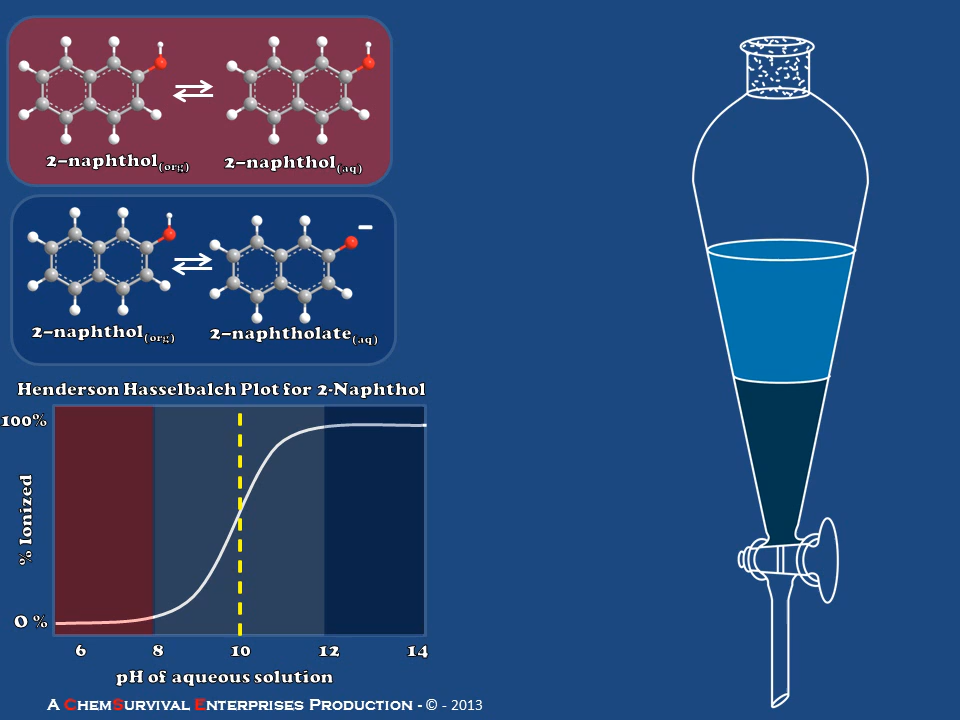 2–naphthol(org)
2–naphthol(aq)
–
2–naphthol(org)
2–naphtholate(aq)
Henderson Hasselbalch Plot for 2-Naphthol
100%
% Ionized
0 %
6 8 10 12 14
pH of aqueous solution
A ChemSurvival Enterprises Production - © - 2013